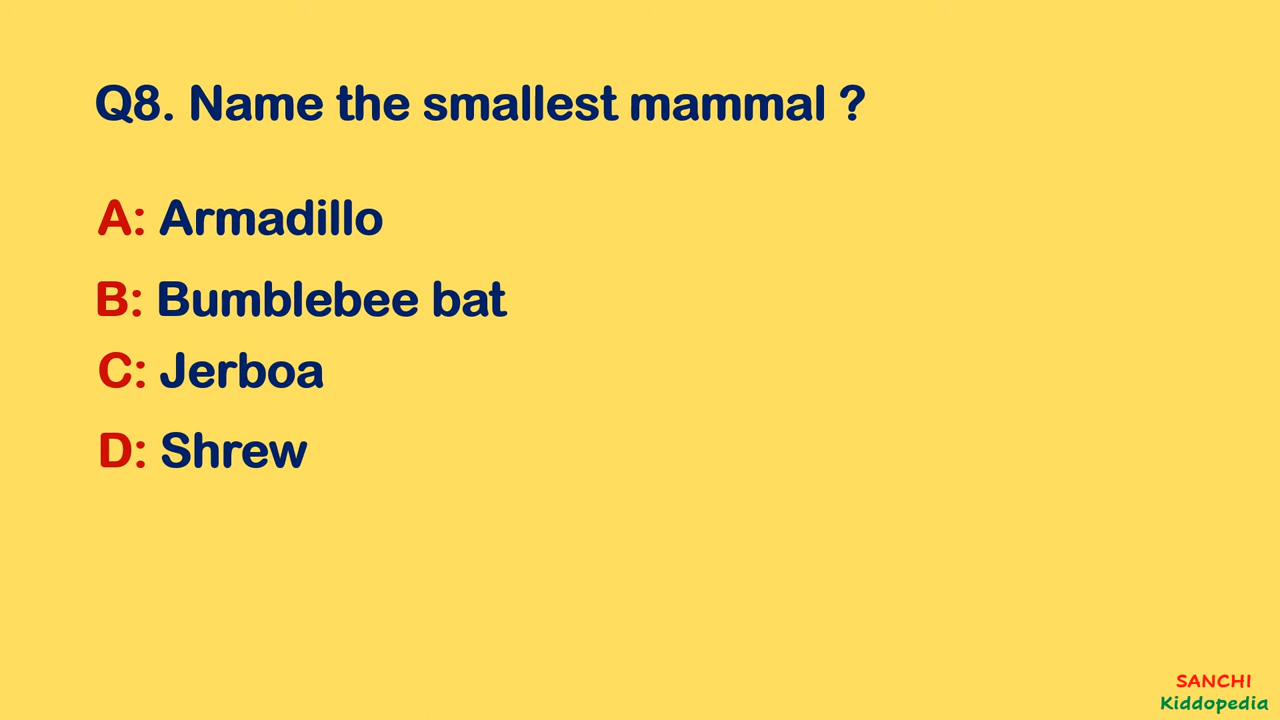 Q8. Name the smallest mammal ?
A: Armadillo
B: Bumblebee bat
C: Jerboa
D: Shrew
SANCHI
Kiddopedia